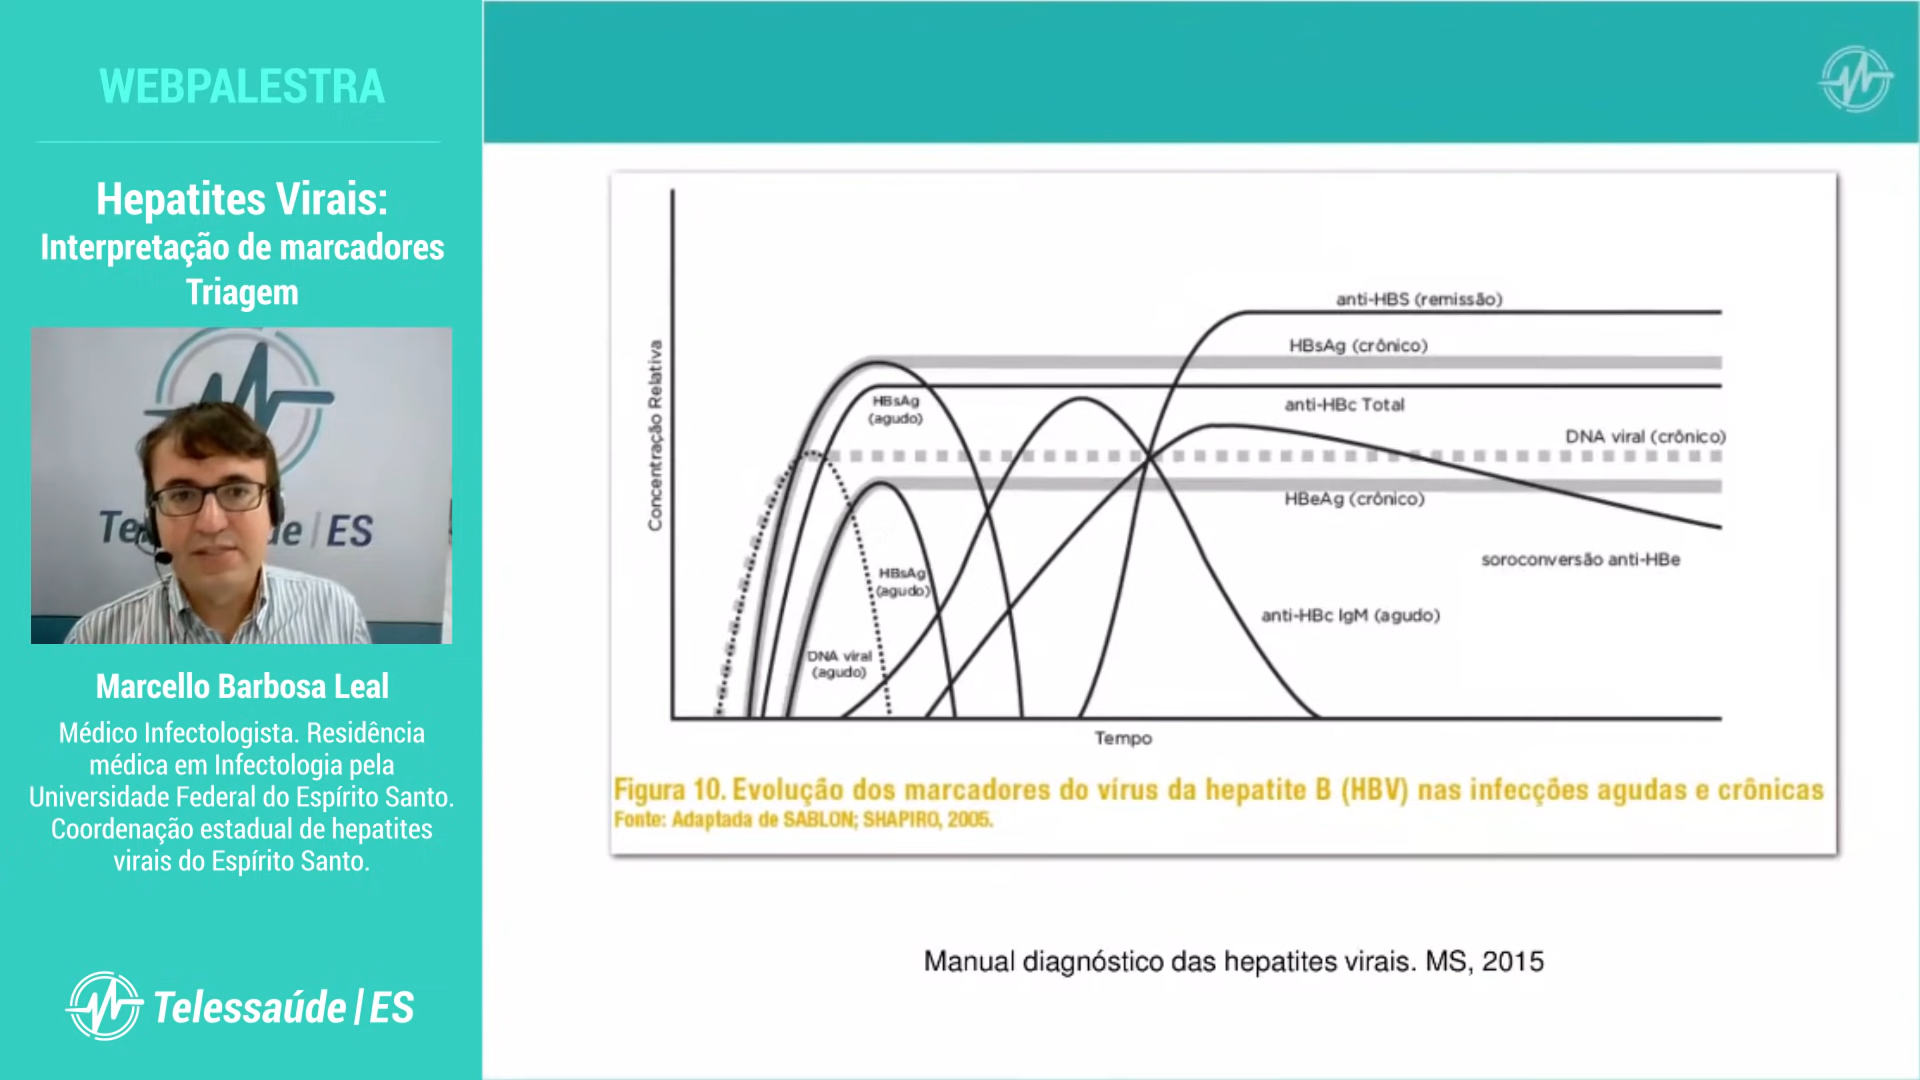 WEBPALESTRA
Hepatites Virais:
Interpretação de marcadores
Triagem
Telessaúde|ES
Marcello Barbosa Leal
Médico Infectologista. Residência
médica em Infectologia pela
Universidade Federal do Espírito Santo.
Coordenação estadual de hepatites
virais do Espírito Santo.
Telessaúde|ES
Concentração Relativa
anti-HBS (remissão)
HBsAg (crônico)
HBsAg
(agudo)
anti-HBc Total
DNA viral (crônico)
HBeAg (crônico)
soroconversão anti-HBe
HBsAg
(agudo)
anti-HBc IgM (agudo)
DNA viral
(agudo)
Tempo
Figura 10. Evolução dos marcadores do vírus da hepatite B (HBV) nas infecções agudas e crônicas
Fonte: Adaptada de SABLON; SHAPIRO, 2005.
Manual diagnóstico das hepatites virais. MS, 2015